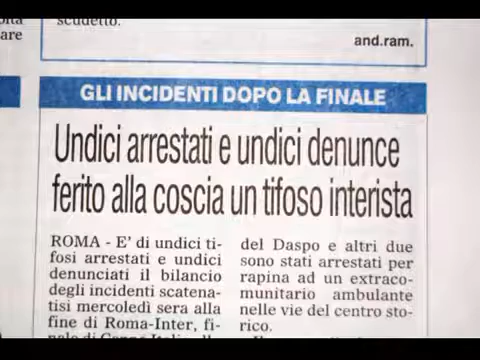 scudetto.
are
and.ram.
GLI INCIDENTI DOPO LA FINALE
Undici arrestati e undici denunce
ferito alla coscia un tifoso interista
ROMA - E' di undici ti-
fosi arrestati e undici
denunciati il bilancio
degli incidenti scatena-
tisi mercoledì sera alla
fine di Roma-Inter, fi-
del Daspo e altri due
sono stati arrestati per
rapina ad un extraco-
munitario ambulante
nelle vie del centro sto-
rico.